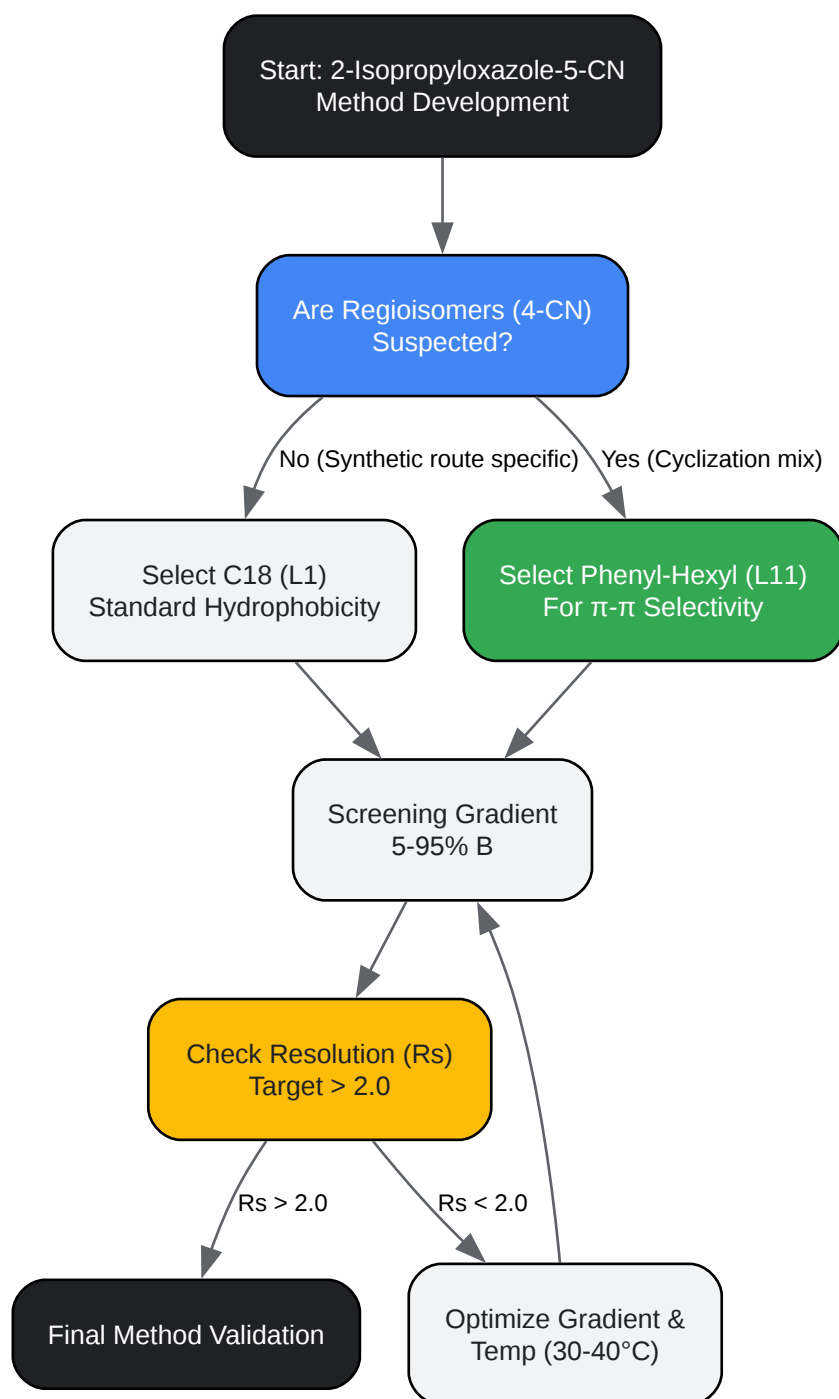 Start: 2-Isopropyloxazole-5-CN
Method Development
Are Regioisomers (4-CN)
Suspected?
No (Synthetic route specific)
Yes (Cyclization mix)
Select C18 (L1)
Standard Hydrophobicity
Select Phenyl-Hexyl (L11)
For π-π Selectivity
Screening Gradient
5-95% B
Check Resolution (Rs)
Target > 2.0
Rs > 2.0
Rs < 2.0
Final Method Validation
Optimize Gradient &
Temp (30-40°C)